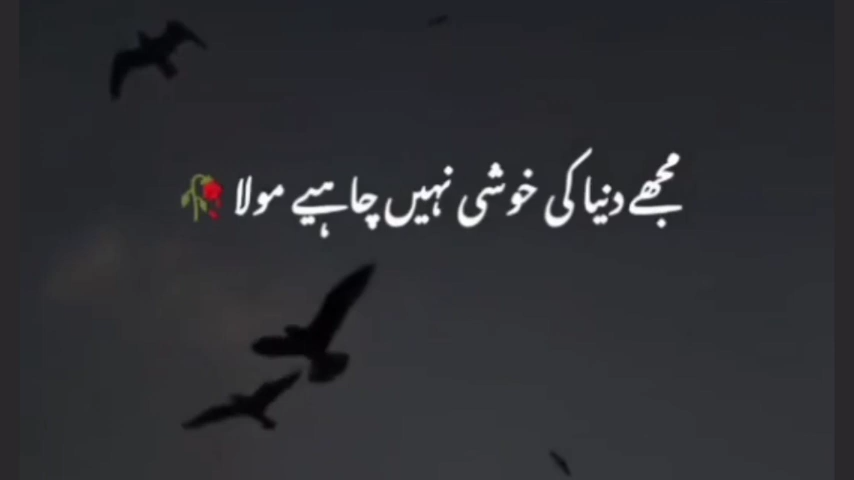 مجھے دنیا کی خوشی نہیں چاہیے مولا 🥀